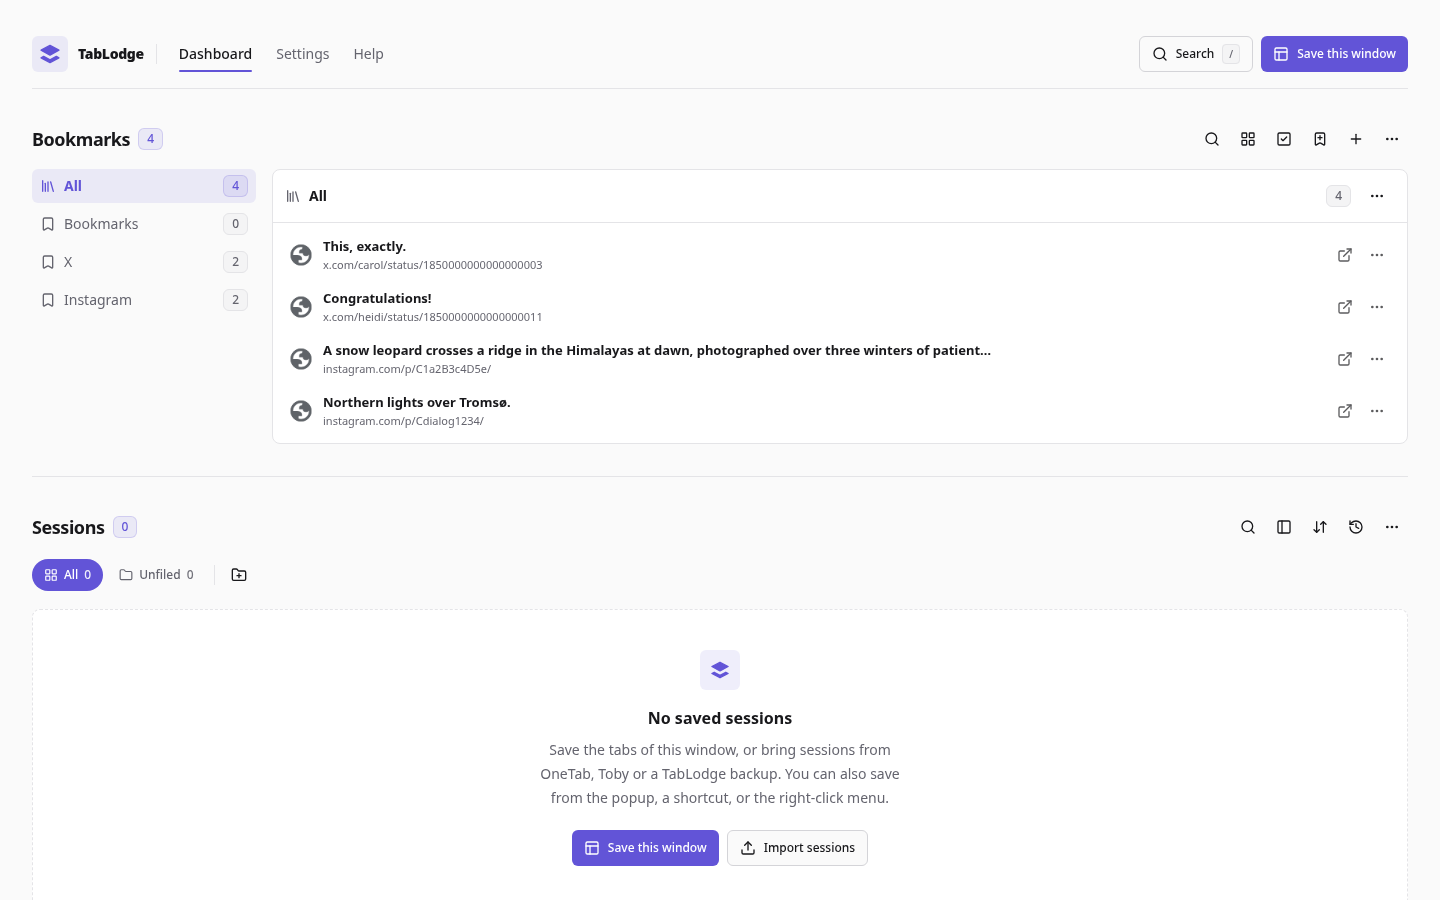 TabLodge
Dashboard
Settings
Help
Search /
Save this window
Bookmarks 4
All 4
Bookmarks 0
X 2
Instagram 2
All 4
This, exactly.
x.com/carol/status/1850000000000000003
Congratulations!
x.com/heidi/status/1850000000000000011
A snow leopard crosses a ridge in the Himalayas at dawn, photographed over three winters of patient...
instagram.com/p/C1a2B3c4D5e/
Northern lights over Tromsø.
instagram.com/p/Cdialog1234/
Sessions 0
All 0
Unfiled 0
No saved sessions
Save the tabs of this window, or bring sessions from
OneTab, Toby or a TabLodge backup. You can also save
from the popup, a shortcut, or the right-click menu.
Save this window
Import sessions